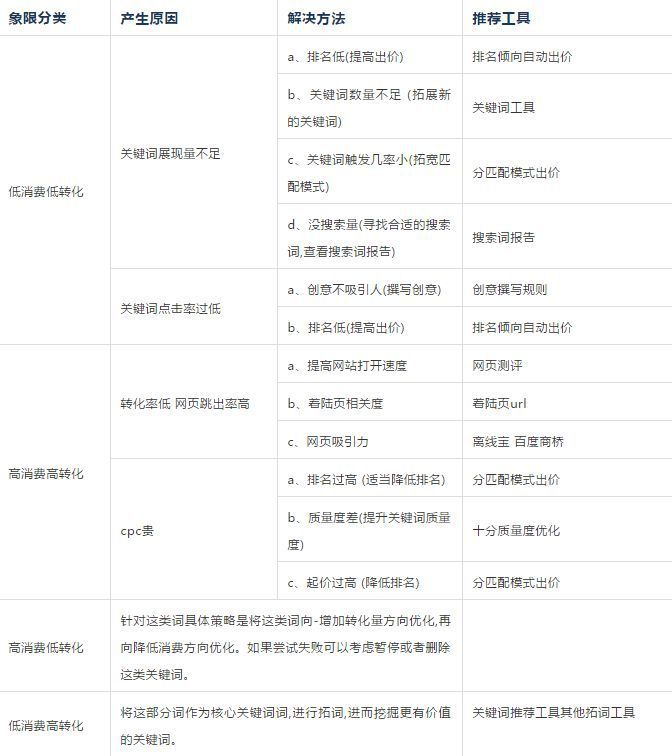 象限分类 产生原因 解决方法 推荐工具
低消费低转化
关键词展现量不足
a、排名低(提高出价) 排名倾向自动出价
b、关键词数量不足 (拓展新
的关键词)
关键词工具
c、关键词触发几率小(拓宽匹
配模式)
分匹配模式出价
d、没搜索量(寻找合适的搜索
词,查看搜索词报告)
搜索词报告
关键词点击率过低
a、创意不吸引人(撰写创意) 创意撰写规则
b、排名低(提高出价) 排名倾向自动出价
高消费高转化
转化率低 网页跳出率高
a、提高网站打开速度 网页测评
b、着陆页相关度 着陆页url
c、网页吸引力 离线宝 百度商桥
cpc贵
a、排名过高 (适当降低排名) 分匹配模式出价
b、质量度差(提升关键词质量
度)
十分质量度优化
c、起价过高 (降低排名) 分匹配模式出价
高消费低转化
针对这类词具体策略是将这类词向-增加转化量方向优化,再
向降低消费方向优化。如果尝试失败可以考虑暂停或者删除
这类关键词。
低消费高转化
将这部分词作为核心关键词词,进行拓词,进而挖掘更有价值
的关键词。
关键词推荐工具其他拓词工具